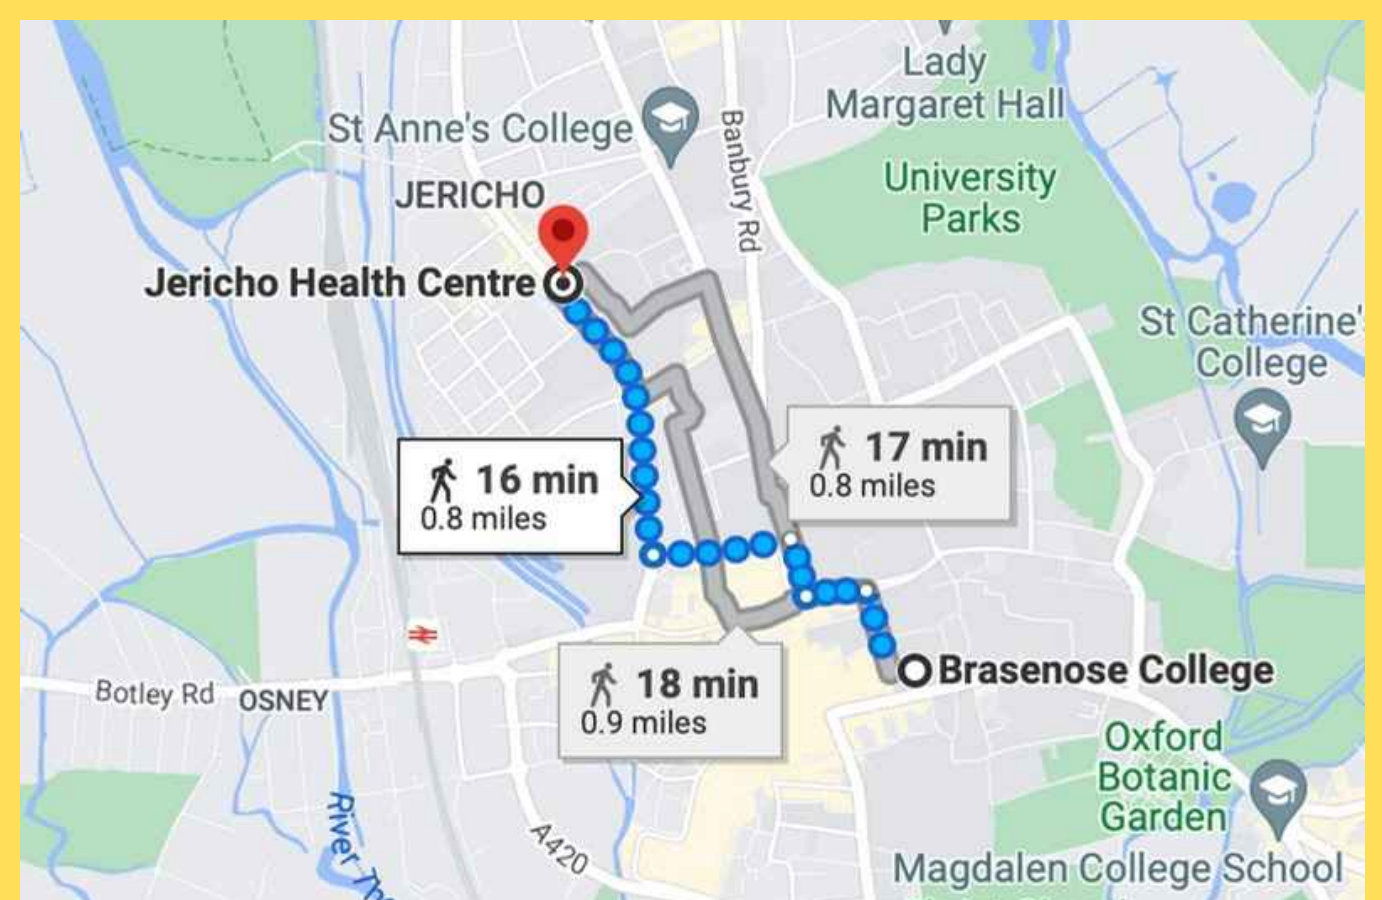 Lady
Margaret Hall
St Anne's College
Banbury Rd
JERICHO
University
Parks
Jericho Health Centre
St Catherine'
College
17 min
0.8 miles
16 min
0.8 miles
18 min
0.9 miles
Brasenose College
Botley Rd
OSNEY
Oxford
Botanic
Garden
River
A420
Magdalen College School